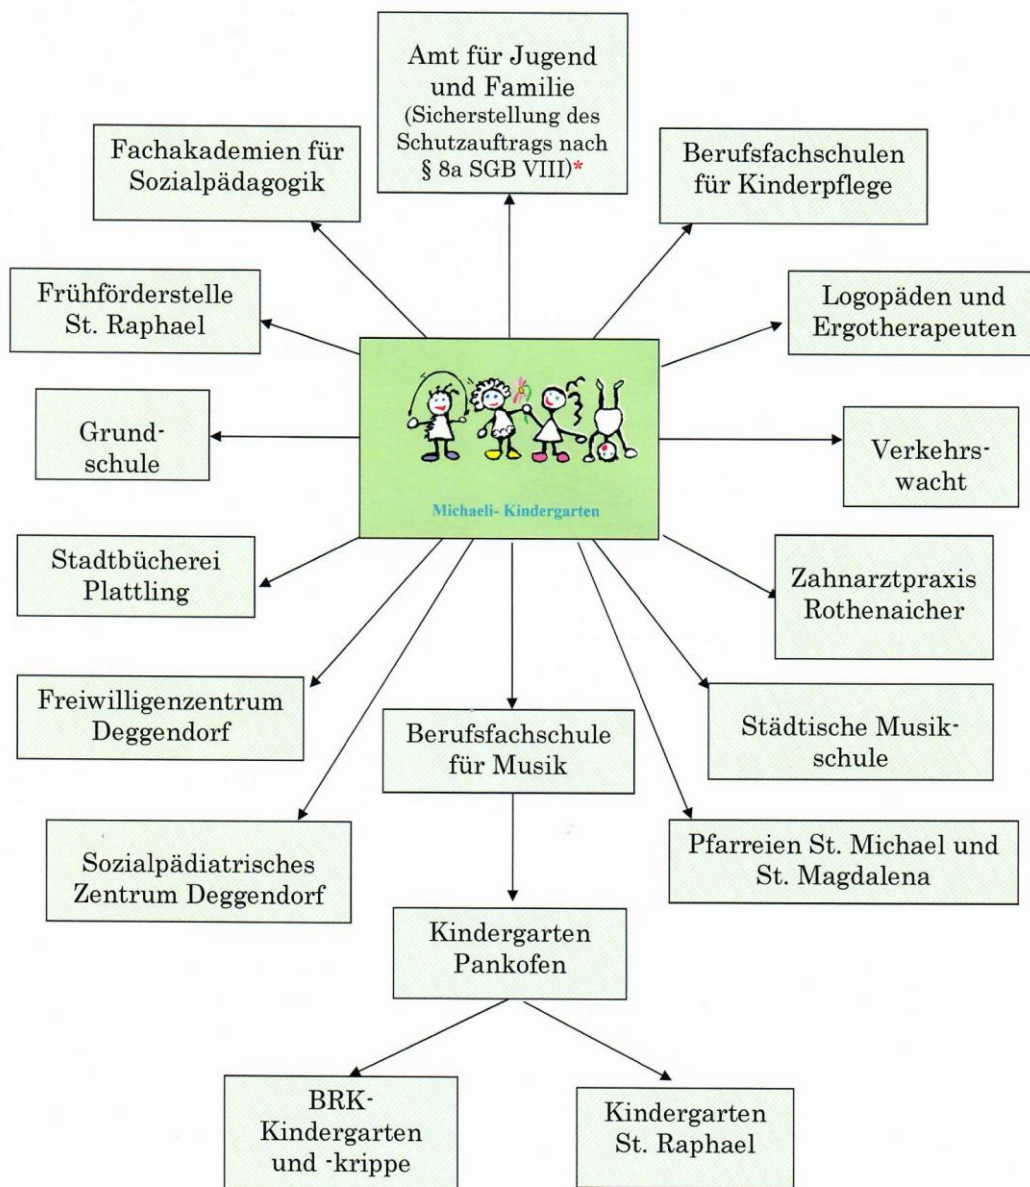 Amt für Jugend
und Familie
(Sicherstellung des
Schutzauftrags nach
§ 8a SGB VIII)*
Fachakademien für
Sozialpädagogik
Berufsfachschulen
für Kinderpflege
Frühförderstelle
St. Raphael
Logopäden und
Ergotherapeuten
Grund-
schule
Michaeli- Kindergarten
Verkehrs-
wacht
Stadtbücherei
Plattling
Zahnarztpraxis
Rothenaicher
Freiwilligenzentrum
Deggendorf
Berufsfachschule
für Musik
Städtische Musik-
schule
Sozialpädiatrisches
Zentrum Deggendorf
Pfarreien St. Michael und
St. Magdalena
Kindergarten
Pankofen
BRK-
Kindergarten
und -krippe
Kindergarten
St. Raphael